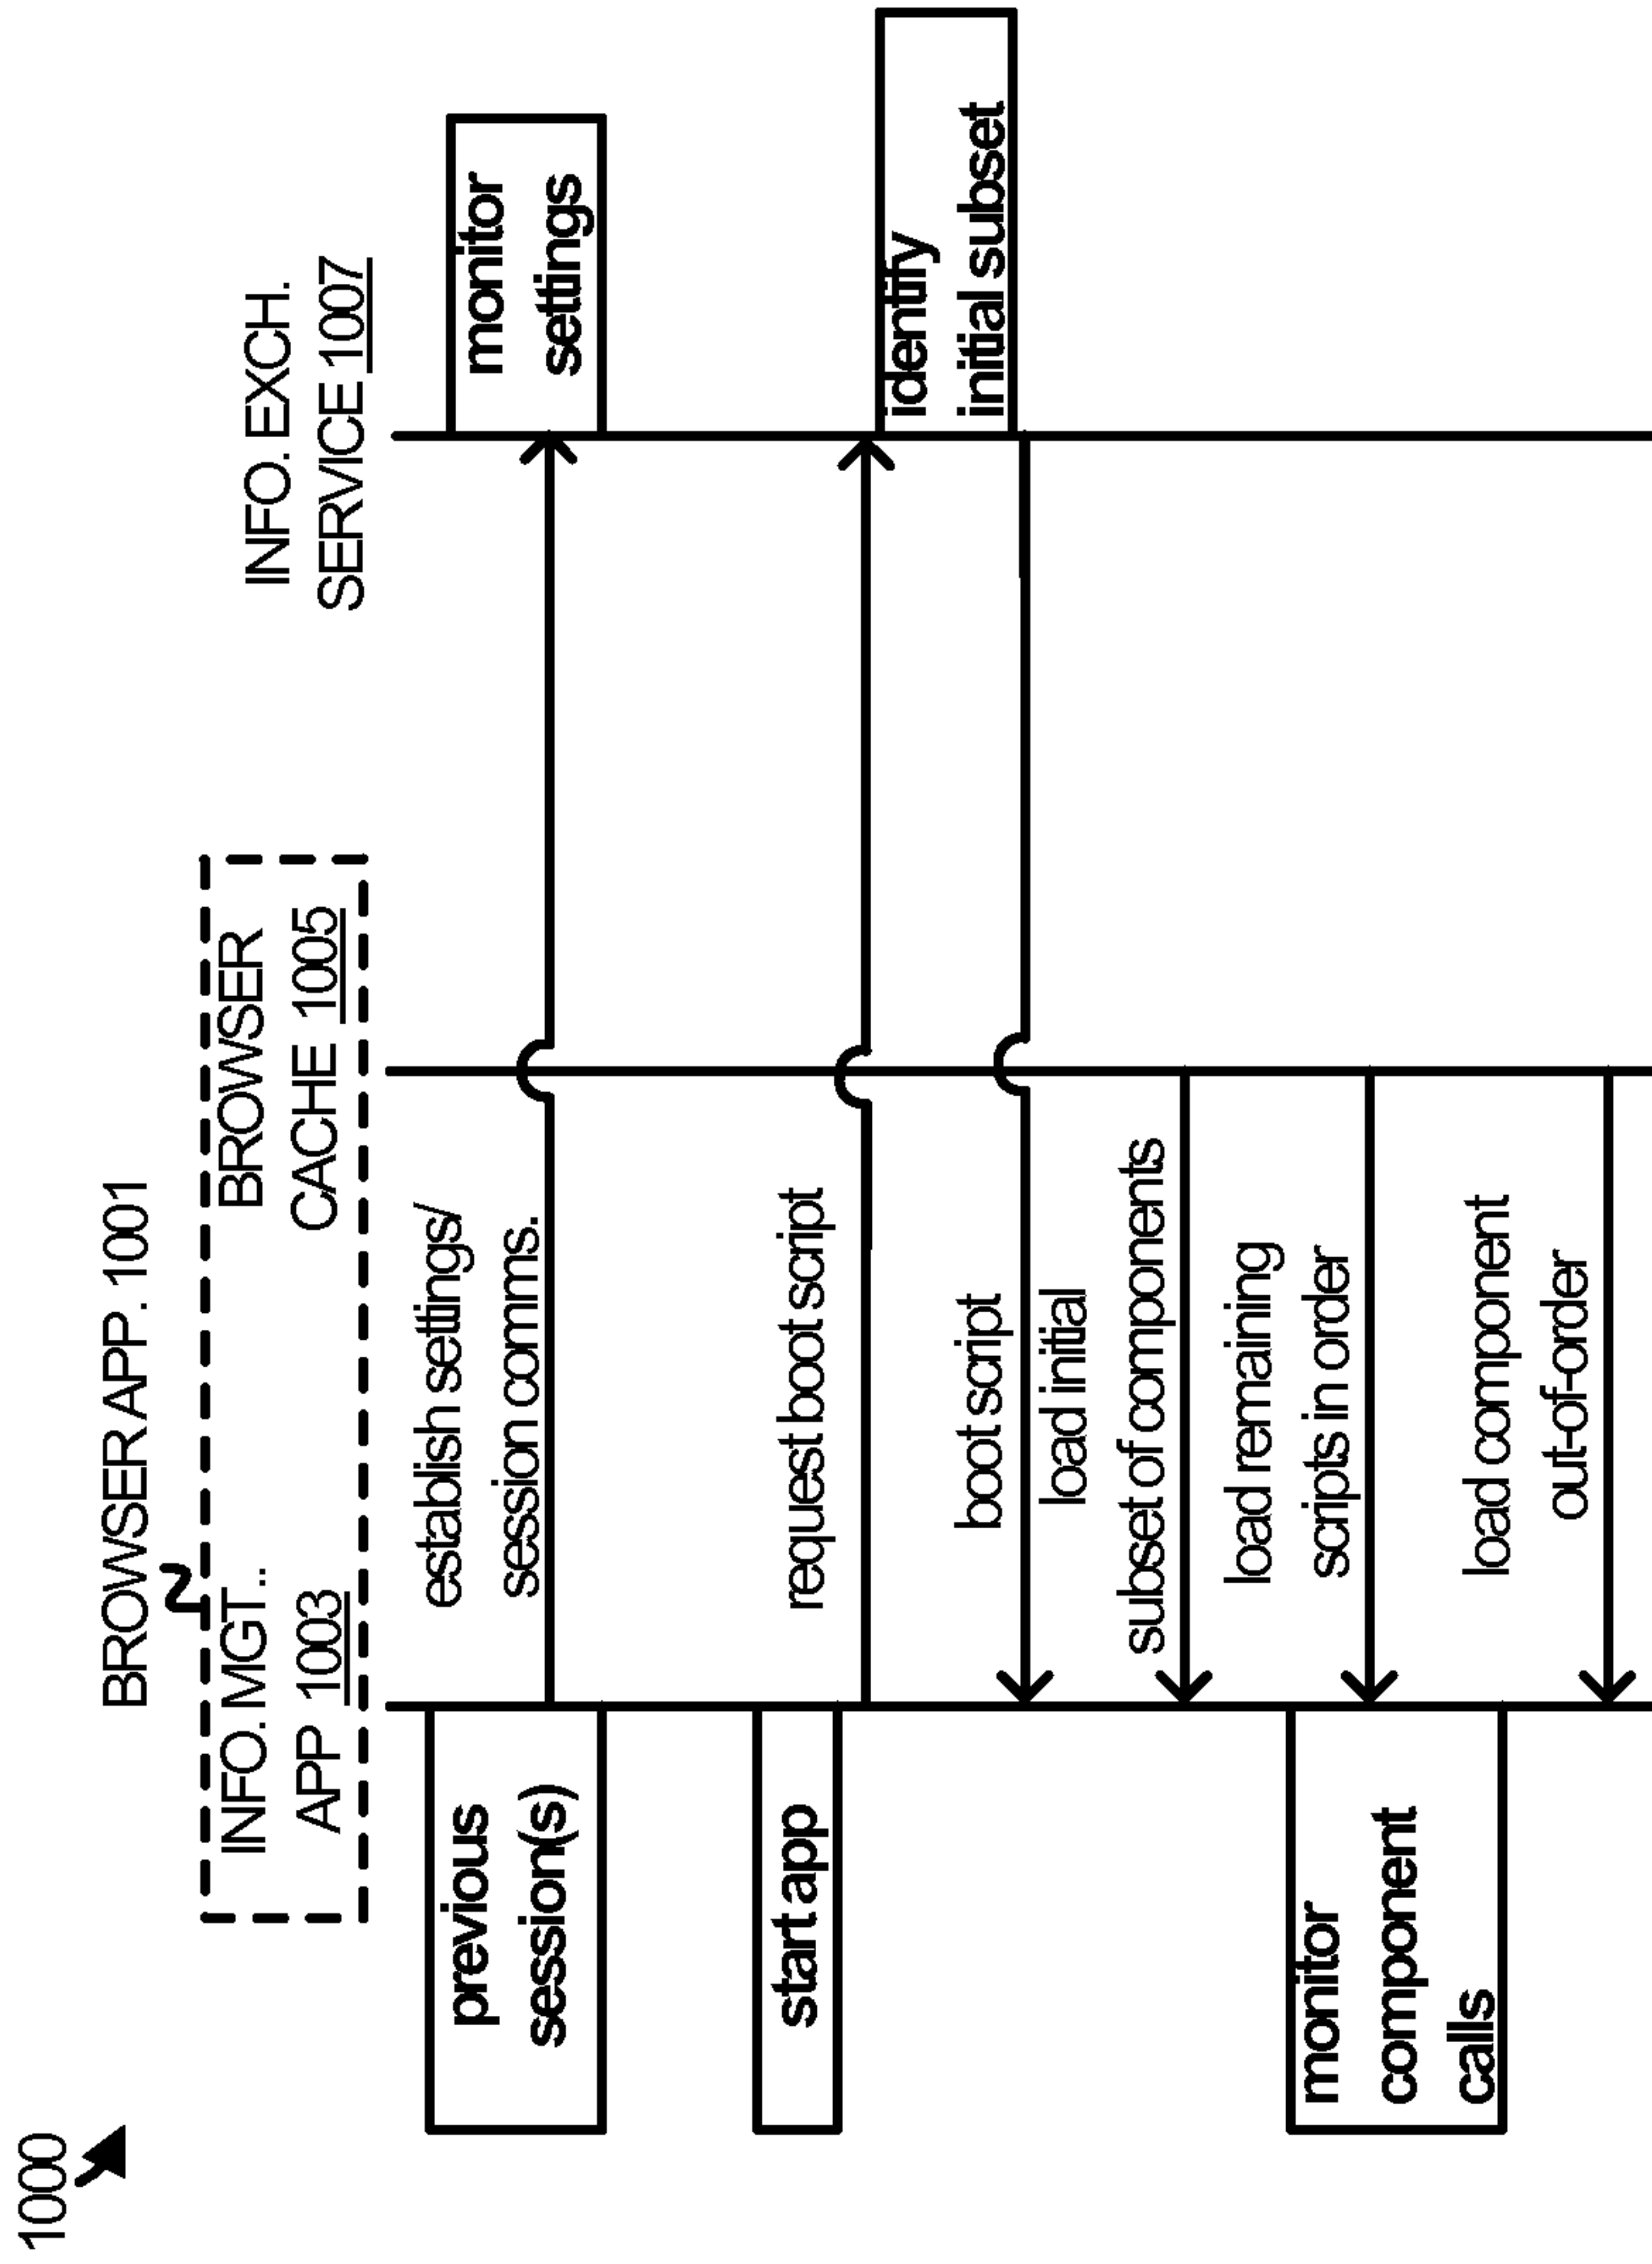 1000
BROWSER APP. 1001
INFO. MGT..
APP 1003
BROWSER
CACHE 1005
INFO. EXCH.
SERVICE 1007
previous
session(s)
establish settings/
session comms.
monitor
settings
start app
request boot script
identify
initial subset
boot script
load initial
subset of components
load remaining
scripts in order
monitor
component
calls
load component
out-of-order